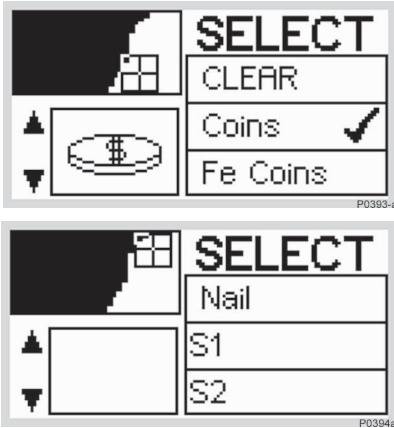 SELECT
CLEAR
Coins
$
Fe Coins
P0393-a
SELECT
Nail
S1
S2
P0394a